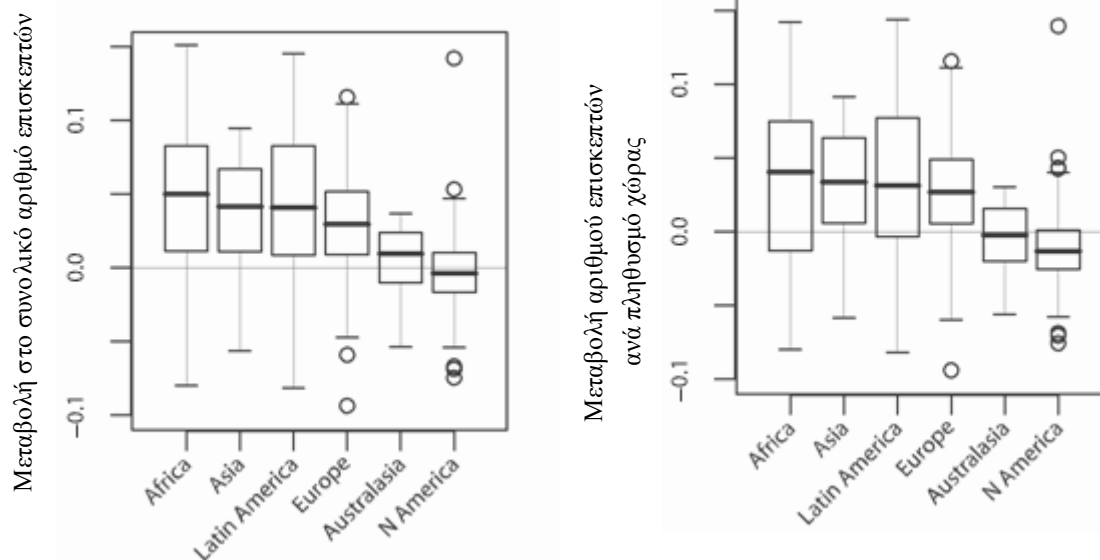 Μεταβολή στο συνολικό αριθμό επισκεπτών
0.1
0.0
−0.1
Africa
Asia
Latin America
Europe
Australasia
N America
Μεταβολή αριθμού επισκεπτών
ανά πληθυσμό χώρας
0.1
0.0
−0.1
Africa
Asia
Latin America
Europe
Australasia
N America